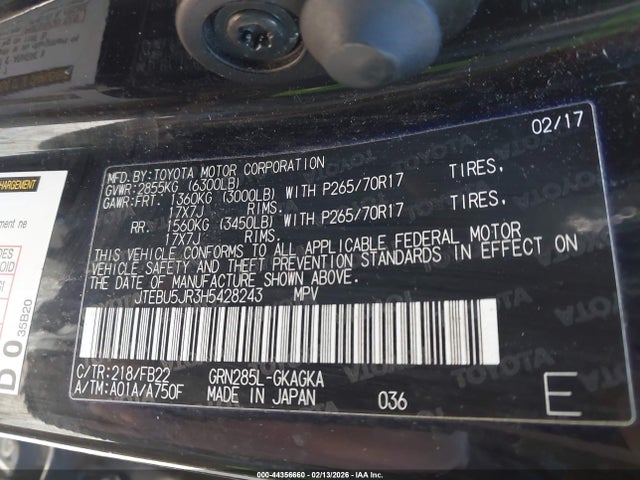 02/17
MFD.BY:TOYOTA MOTOR CORPORATION
GVWR:2855KG (6300LB)
GAWR:FRT. 1360KG (3000LB) WITH P265/70R17 TIRES,
17X7J RIMS.
RR. 1560KG (3450LB) WITH P265/70R17 TIRES,
17X7J RIMS.
THIS VEHICLE CONFORMS TO ALL APPLICABLE FEDERAL MOTOR
VEHICLE SAFETY AND THEFT PREVENTION STANDARDS IN EFFECT ON
THE DATE OF MANUFACTURE SHOWN ABOVE.
JTEBU5JR3H5428243 MPV
C/TR:218/FB22 GRN285L-GKAGKA
A/TM:A01A/A750F MADE IN JAPAN 036 E
35B20
000-44356660 - 02/13/2026 - IAA Inc.